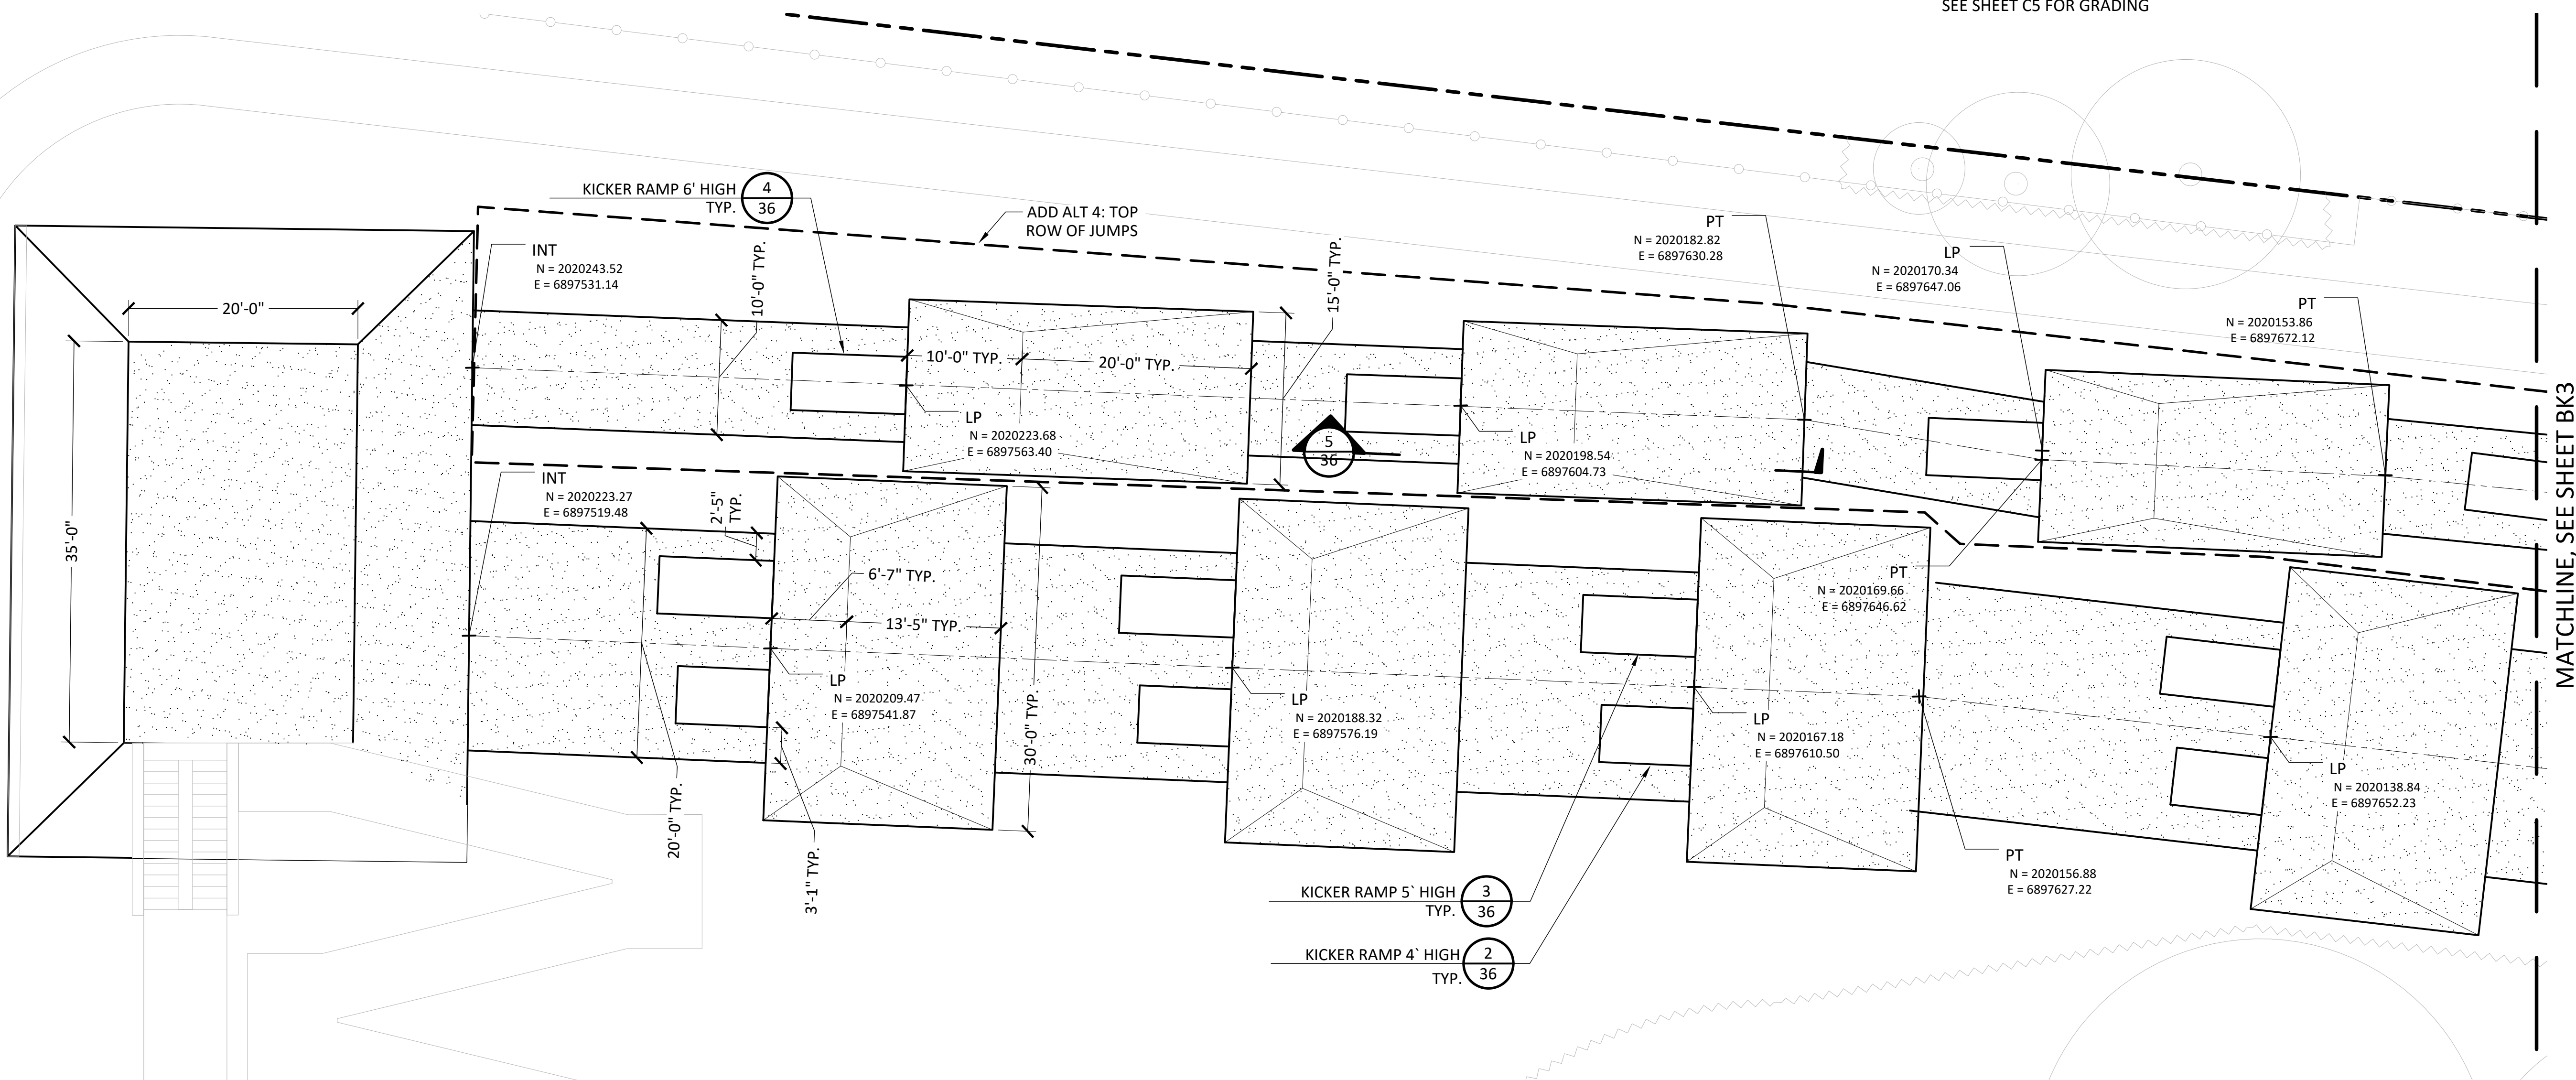 SEE SHEET C5 FOR GRADING
KICKER RAMP 6' HIGH
TYP.
4
36
ADD ALT 4: TOP
ROW OF JUMPS
INT
N = 2020243.52
E = 6897531.14
10'-0" TYP.
15'-0" TYP.
PT
N = 2020182.82
E = 6897630.28
LP
N = 2020170.34
E = 6897647.06
PT
N = 2020153.86
E = 6897672.12
20'-0"
10'-0" TYP.
20'-0" TYP.
LP
N = 2020223.68
E = 6897563.40
5
36
LP
N = 2020198.54
E = 6897604.73
MATCHLINE, SEE SHEET BK3
35'-0"
INT
N = 2020223.27
E = 6897519.48
2'-5"
TYP.
6'-7" TYP.
13'-5" TYP.
PT
N = 2020169.66
E = 6897646.62
LP
N = 2020209.47
E = 6897541.87
30'-0" TYP.
LP
N = 2020188.32
E = 6897576.19
LP
N = 2020167.18
E = 6897610.50
LP
N = 2020138.84
E = 6897652.23
20'-0" TYP.
3'-1" TYP.
PT
N = 2020156.88
E = 6897627.22
KICKER RAMP 5` HIGH
TYP.
3
36
KICKER RAMP 4` HIGH
TYP.
2
36